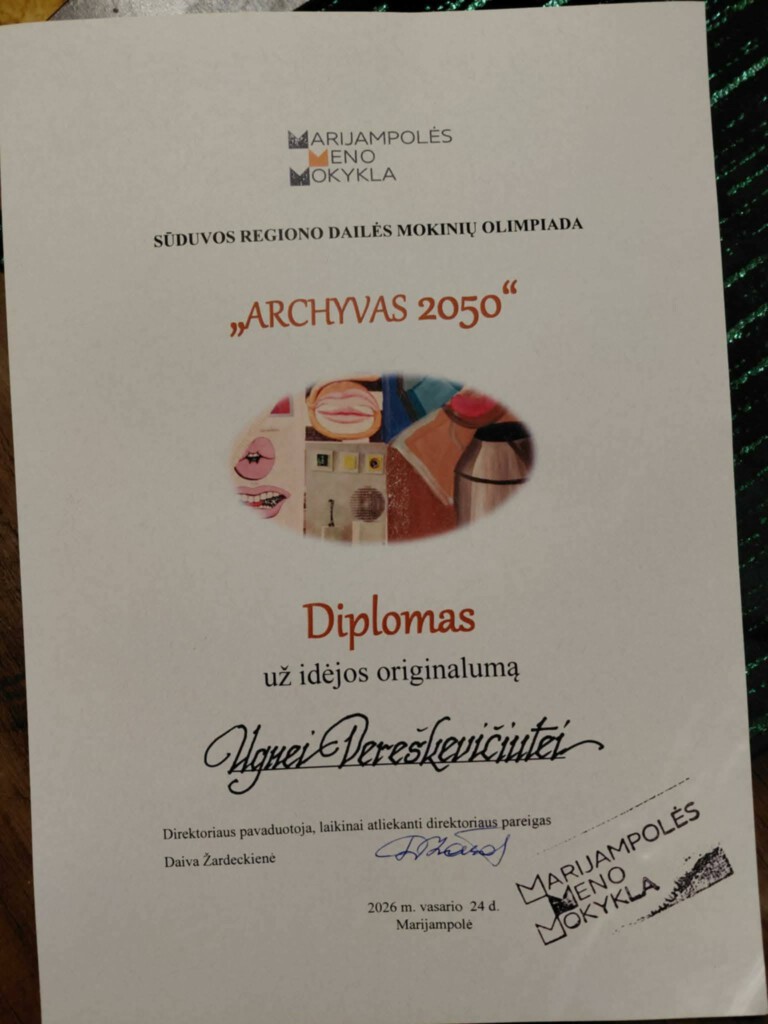 MARIJAMPOLĖS
MENO
MOKYKLA
SŪDUVOS REGIONO DAILĖS MOKINIŲ OLIMPIADA
„ARCHYVAS 2050“
Diplomas
už idėjos originalumą
Ugnei Pereškevičiutei
Direktoriaus pavaduotoja, laikinai atliekanti direktoriaus pareigas
Daiva Žardeckienė
2026 m. vasario 24 d.
Marijampolė
MARIJAMPOLĖS
MENO
MOKYKLA